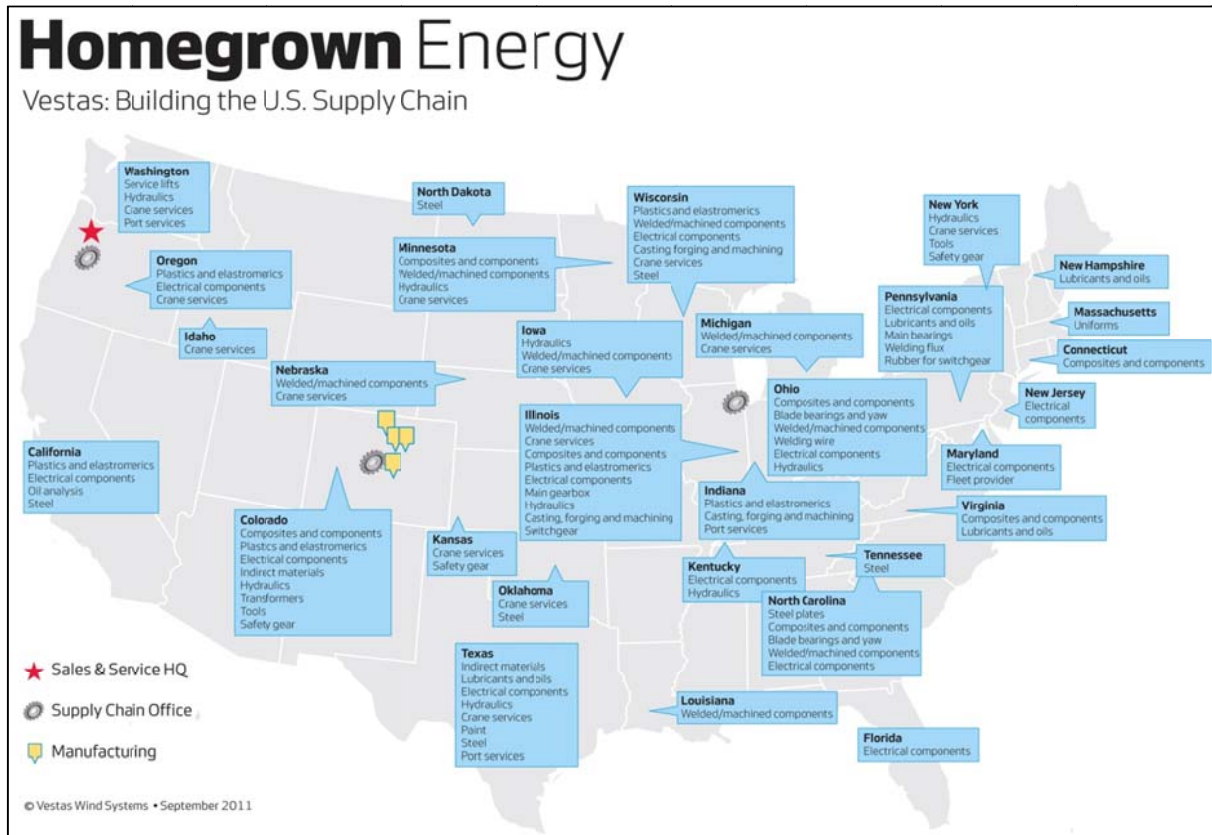 Homegrown Energy
Vestas: Building the U.S. Supply Chain
Washington
Service lifts
Hydraulics
Crane services
Port services
North Dakota
Steel
Wisconsin
Plastics and elastromerics
Welded/machined components
Electrical components
Casting forging and machining
Crane services
Steel
New York
Hydraulics
Crane services
Tools
Safety gear
Minnesota
Composites and components
Welded/machined components
Hydraulics
Crane services
Oregon
Plastics and elastromerics
Electrical components
Crane services
New Hampshire
Lubricants and oils
Pennsylvania
Electrical components
Lubricants and oils
Main bearings
Welding flux
Rubber for switchgear
Massachusetts
Uniforms
Idaho
Crane services
Iowa
Hydraulics
Welded/machined components
Crane services
Michigan
Welded/machined components
Crane services
Connecticut
Composites and components
Nebraska
Welded/machined components
Crane services
Ohio
Composites and components
Blade bearings and yaw
Welded/machined components
Welding wire
Electrical components
Hydraulics
New Jersey
Electrical
components
Illinois
Welded/machined components
Crane services
Composites and components
Plastics and elastromerics
Electrical components
Main gearbox
Hydraulics
Casting, forging and machining
Switchgear
California
Plastics and elastromerics
Electrical components
Oil analysis
Steel
Maryland
Electrical components
Fleet provider
Indiana
Plastics and elastronerics
Casting, forging and machining
Port services
Virginia
Composites and components
Lubricants and oils
Colorado
Composites and components
Plastics and elastromerics
Electrical components
Indirect materials
Hydraulics
Transformers
Tools
Safety gear
Kansas
Crane services
Safety gear
Kentucky
Electrical components
Hydraulics
Tennessee
Steel
Oklahoma
Crane services
Steel
North Carolina
Steel plates
Composites and components
Blade bearings and yaw
Welded/machined components
Electrical components
Texas
Indirect materials
Lubricants and oils
Electrical components
Hydraulics
Crane services
Paint
Steel
Port services
Louisiana
Welded/machined components
Florida
Electrical components
Sales & Service HQ
Supply Chain Office
Manufacturing
© Vestas Wind Systems • September 2011